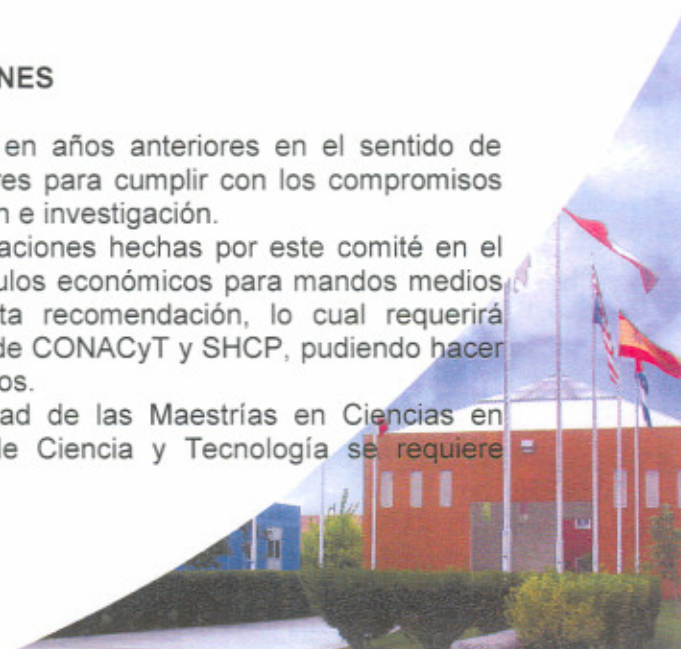 NES
en años anteriores en el sentido de
res para cumplir con los compromisos
n e investigación.
aciones hechas por este comité en el
ulos económicos para mandos medios
ta recomendación, lo cual requerirá
de CONACyT y SHCP, pudiendo hacer
os.
ad de las Maestrías en Ciencias en
de Ciencia y Tecnología se requiere